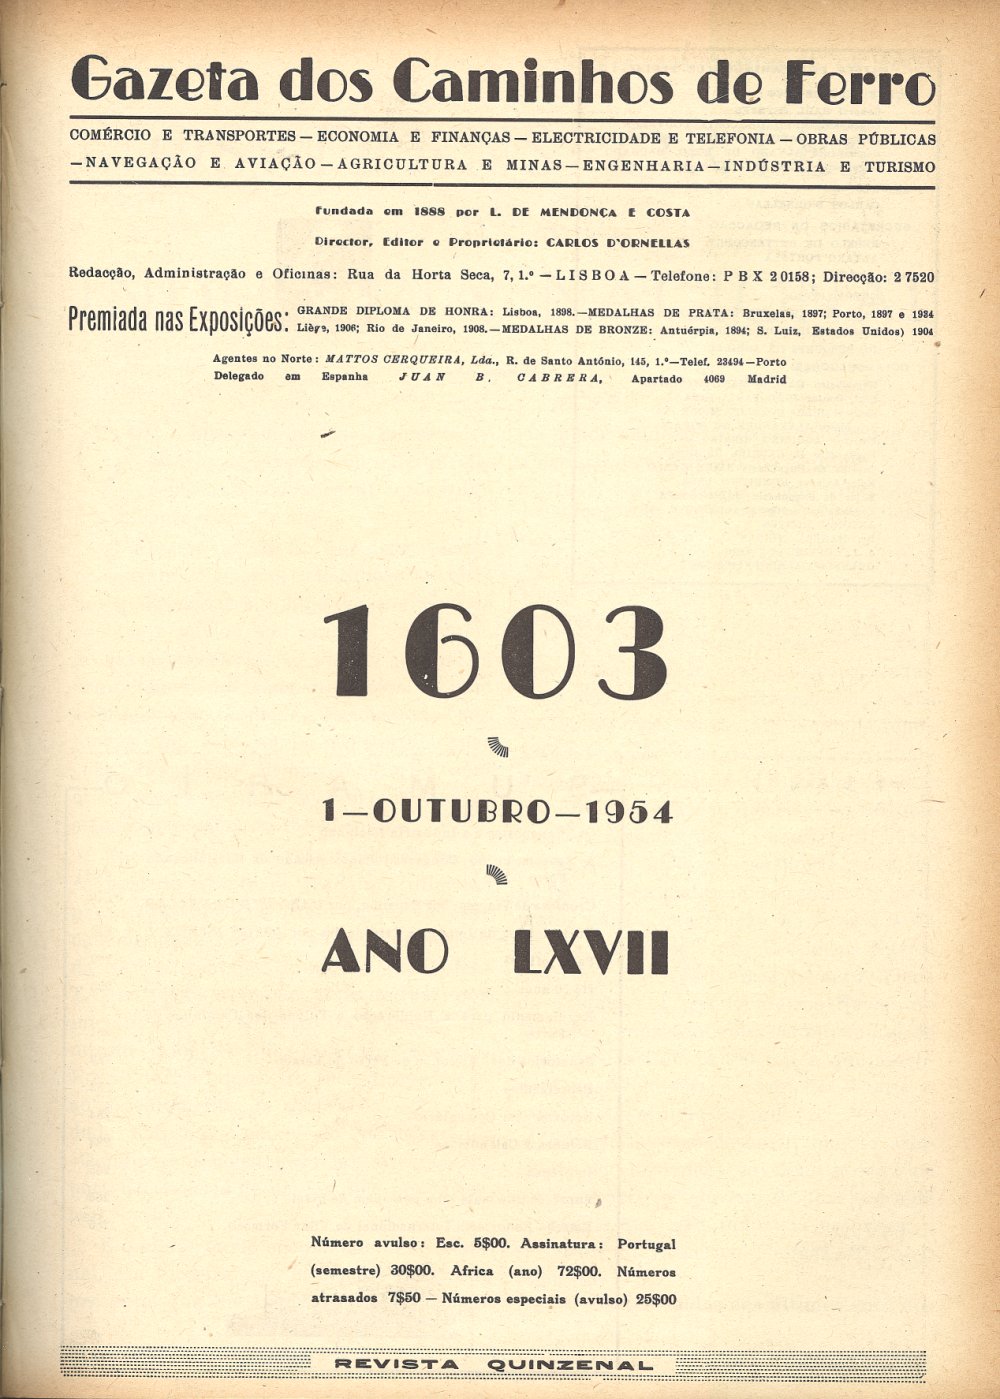 Gazeta dos Caminhos de Ferro
COMÉRCIO E TRANSPORTES — ECONOMIA E FINANÇAS — ELECTRICIDADE E TELEFONIA — OBRAS PÚBLICAS
— NAVEGAÇÃO E AVIAÇÃO — AGRICULTURA E MINAS — ENGENHARIA — INDÚSTRIA E TURISMO
Fundada em 1888 por L. DE MENDONÇA E COSTA
Director, Editor e Proprietário: CARLOS D'ORNELLAS
Redacção, Administração e Oficinas: Rua da Horta Seca, 7, 1.º — LISBOA — Telefone: PBX 20158; Direcção: 27520
Premiada nas Exposições: GRANDE DIPLOMA DE HONRA: Lisboa, 1898. — MEDALHAS DE PRATA: Bruxelas, 1897; Porto, 1897 e 1934
Liège, 1906; Rio de Janeiro, 1908. — MEDALHAS DE BRONZE: Antuérpia, 1894; S. Luiz, Estados Unidos) 1904
Agentes no Norte: MATTOS CERQUEIRA, Lda., R. de Santo António, 145, 1.º — Telef. 23494 — Porto
Delegado em Espanha JUAN B. CABRERA, Apartado 4069 Madrid
1603
1 — OUTUBRO — 1954
ANO LXVII
Número avulso: Esc. 5$00. Assinatura: Portugal
(semestre) 30$00. Africa (ano) 72$00. Números
atrasados 7$50 — Números especiais (avulso) 25$00
REVISTA QUINZENAL